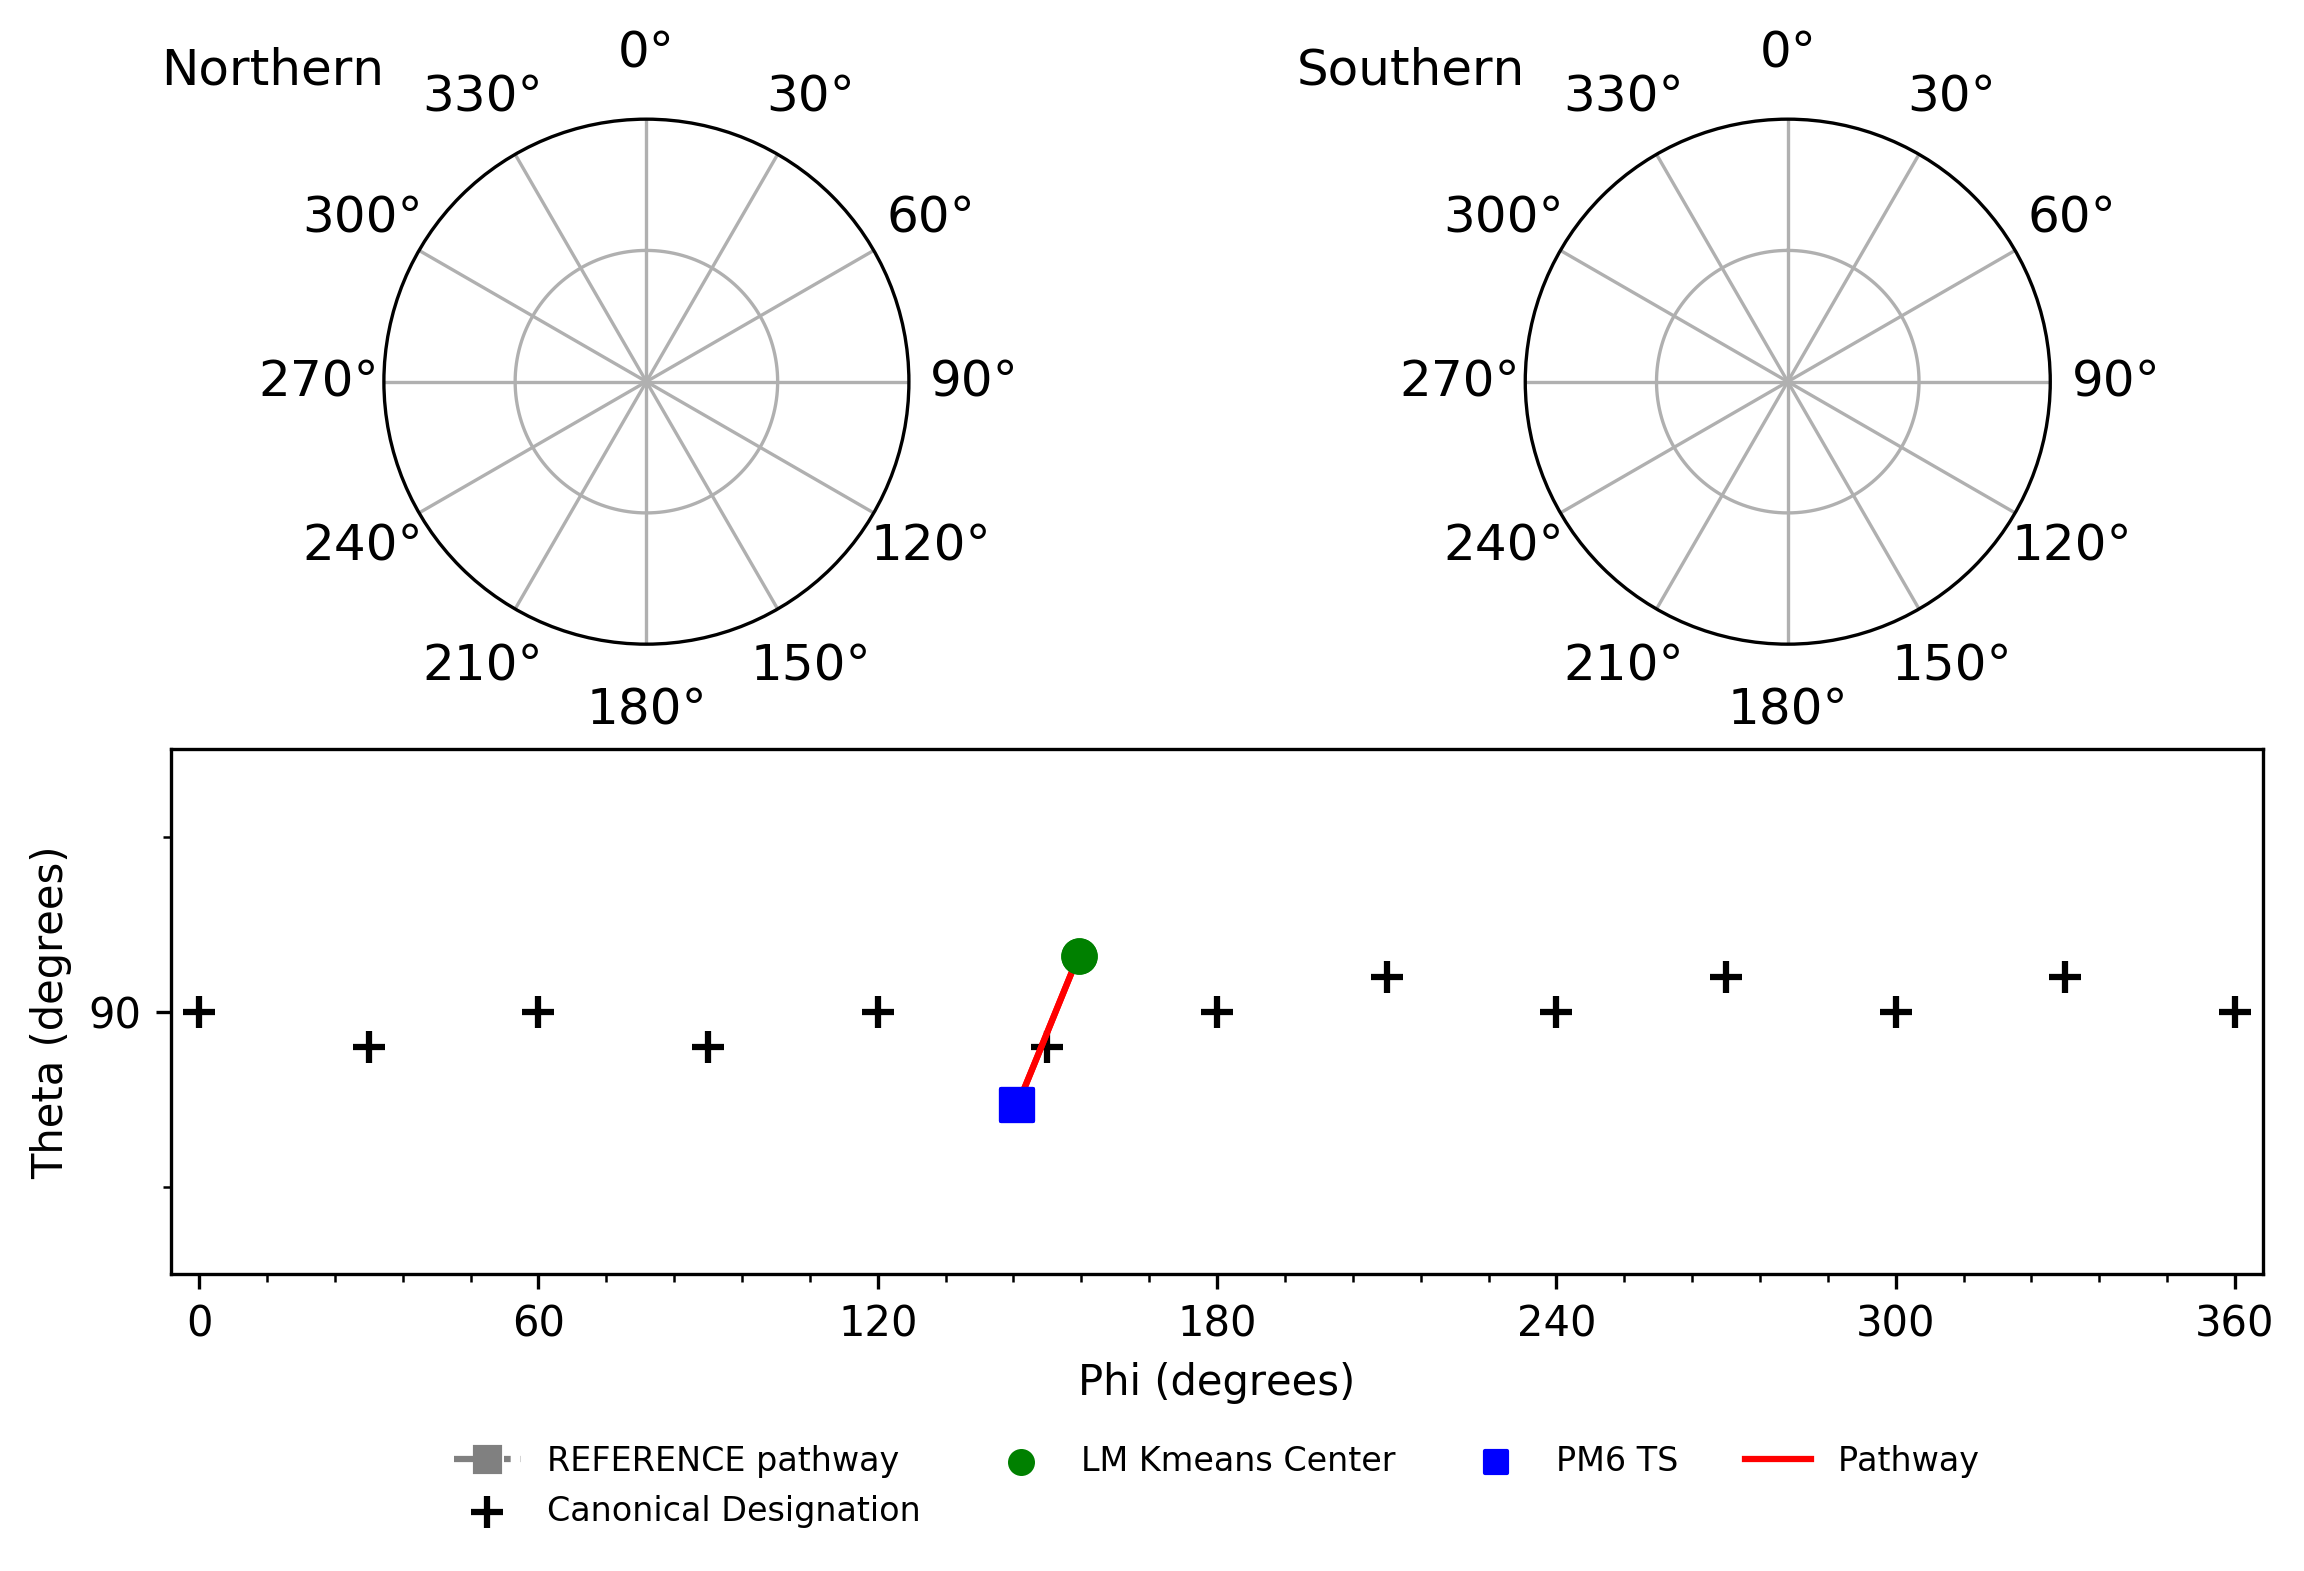 Northern
0°
330°
30°
300°
60°
270°
90°
240°
120°
210°
150°
180°
Southern
0°
330°
30°
300°
60°
270°
90°
240°
120°
210°
150°
180°
Theta (degrees)
90
0 60 120 180 240 300 360
Phi (degrees)
REFERENCE pathway
Canonical Designation
LM Kmeans Center
PM6 TS
Pathway